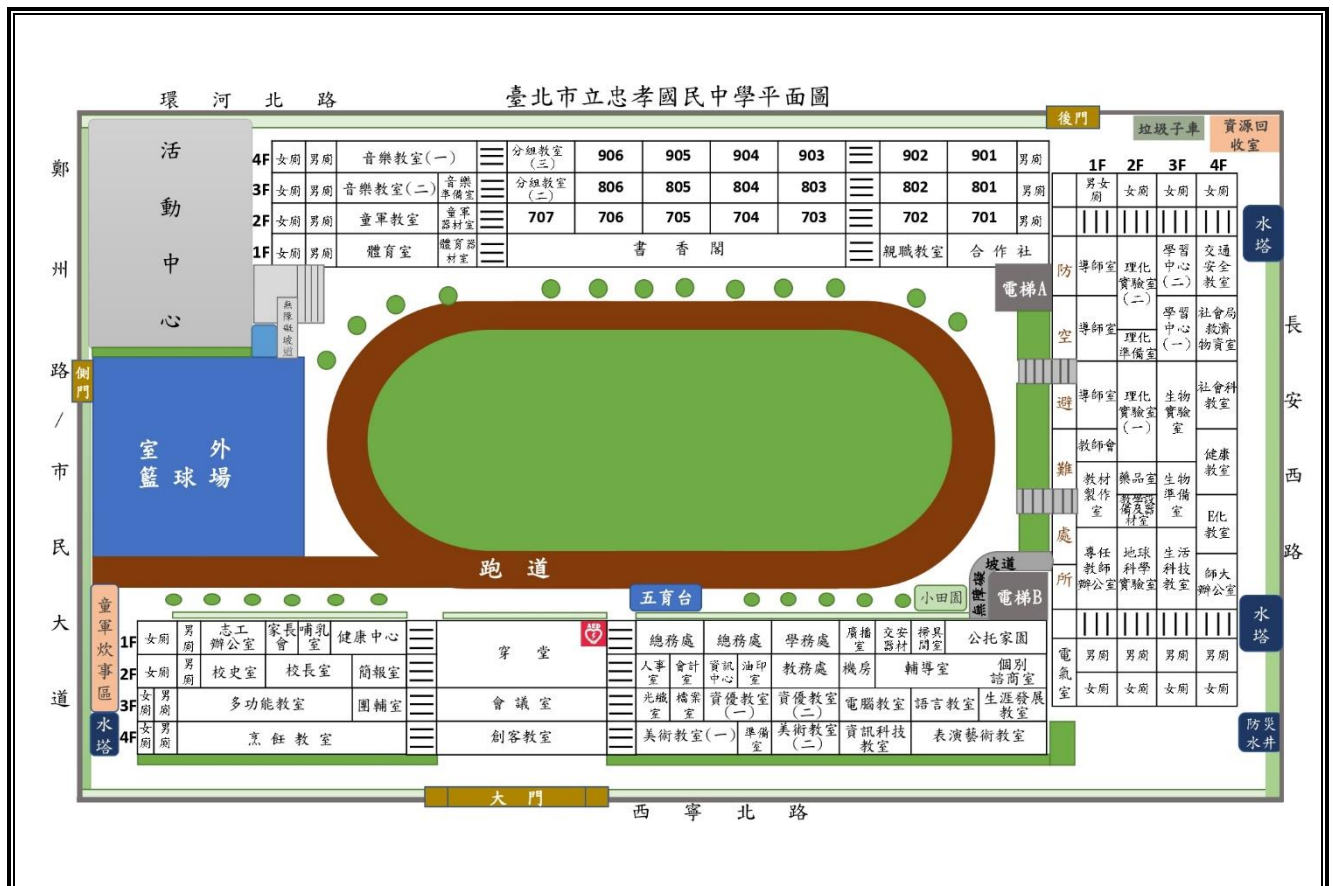 臺北市立忠孝國民中學平面圖
環河北路
鄭州路/市民大道
長安西路
西寧北路
後門
垃圾子車
資源回收室
活動中心
4F 女廁 男廁 音樂教室(一) 分組教室(三) 906 905 904 903 902 901 男廁
3F 女廁 男廁 音樂教室(二) 音樂準備室 分組教室(二) 806 805 804 803 802 801 男廁
2F 女廁 男廁 童軍教室 童軍器材室 707 706 705 704 703 702 701 男廁
1F 女廁 男廁 體育室 體育器材室 書香閣 親職教室 合作社
無障礙坡道
電梯A
側門
室外籃球場
跑道
五育台
小田園
無障礙坡道
電梯B
防空避難處所
1F 2F 3F 4F
男女廁 女廁 女廁 女廁
導師室 理化實驗室(二) 學習中心(二) 交通安全教室
導師室 理化準備室 學習中心(一) 社會局救濟物資室
導師室 理化實驗室(一) 生物實驗室 社會科教室
教師會 健康教室
教材製作室 藥品室 生物準備室
教學設備及器材室 E化教室
專任教師辦公室 地球科學實驗室 生活科技教室 師大辦公室
電氣室
男廁 男廁 男廁 男廁
女廁 女廁 女廁 女廁
水塔
水塔
防災水井
童軍炊事區
水塔
1F 女廁 男廁 志工辦公室 家長會 哺乳室 健康中心 穿堂 AED 總務處 總務處 學務處 廣播室 交安器材 掃具間室 公托家園
2F 女廁 男廁 校史室 校長室 簡報室 人事室 會計室 資訊中心 油印室 教務處 機房 輔導室 個別諮商室
3F 女廁 男廁 多功能教室 團輔室 會議室 光纖室 檔案室 資優教室(一) 資優教室(二) 電腦教室 語言教室 生涯發展教室
4F 女廁 男廁 烹飪教室 創客教室 美術教室(一) 準備室 美術教室(二) 資訊科技教室 表演藝術教室
大門